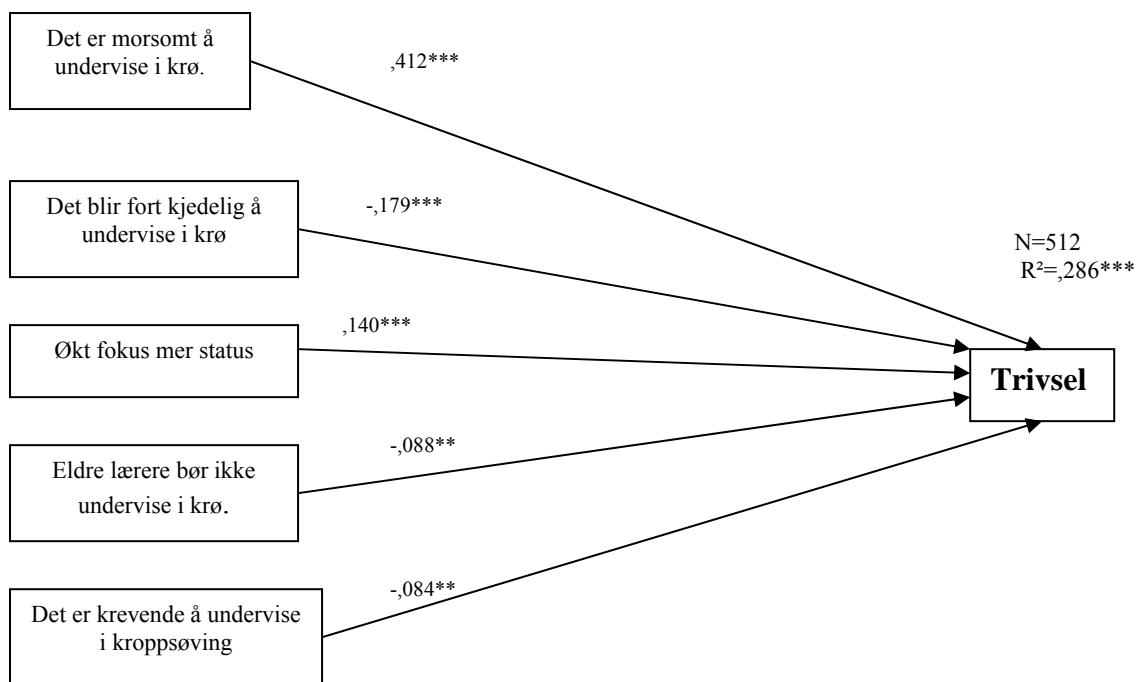 Det er morsomt å
undervise i krø.
,412***
Det blir fort kjedelig å
undervise i krø
-,179***
N=512
R²=,286***
Økt fokus mer status
,140***
Trivsel
Eldre lærere bør ikke
undervise i krø.
-,088**
Det er krevende å undervise
i kroppsøving
-,084**